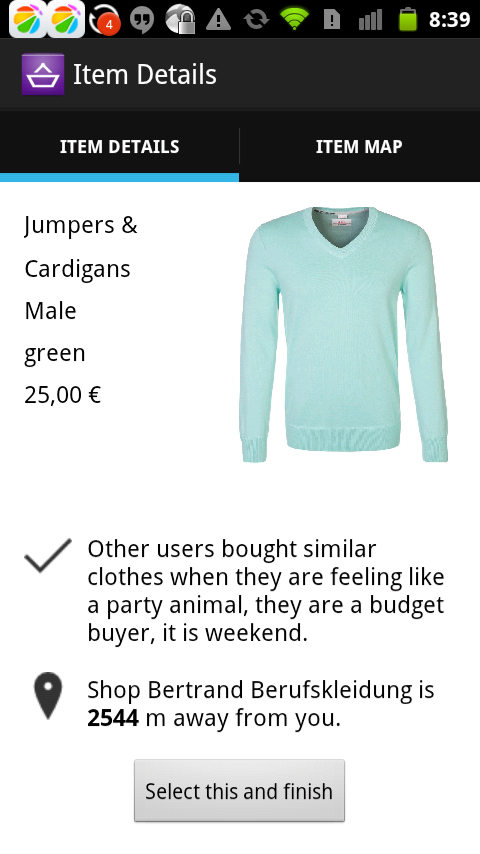 4
8:39
Item Details
ITEM DETAILS
ITEM MAP
Jumpers &
Cardigans
Male
green
25,00 €
Other users bought similar
clothes when they are feeling like
a party animal, they are a budget
buyer, it is weekend.
Shop Bertrand Berufskleidung is
2544 m away from you.
Select this and finish